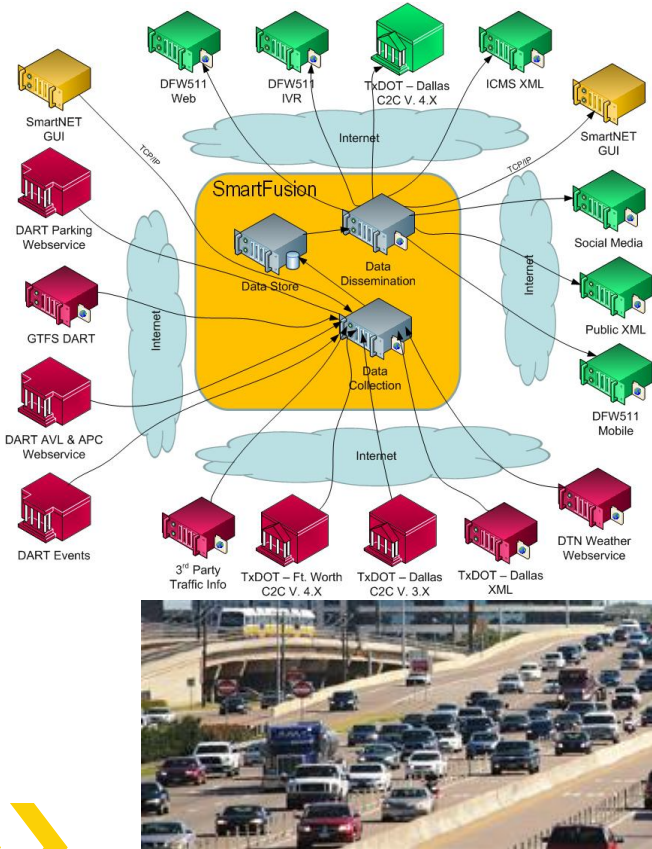 DFW511
Web
DFW511
IVR
TxDOT – Dallas
C2C V. 4.X
ICMS XML
SmartNET
GUI
Internet
SmartNET
GUI
TCP/IP
TCP/IP
SmartFusion
DART Parking
Webservice
Data Store
Data
Dissemination
Social Media
Internet
Internet
GTFS DART
Public XML
Data
Collection
DART AVL & APC
Webservice
DFW511
Mobile
Internet
DART Events
3rd Party
Traffic Info
TxDOT – Ft. Worth
C2C V. 4.X
TxDOT – Dallas
C2C V. 3.X
TxDOT – Dallas
XML
DTN Weather
Webservice